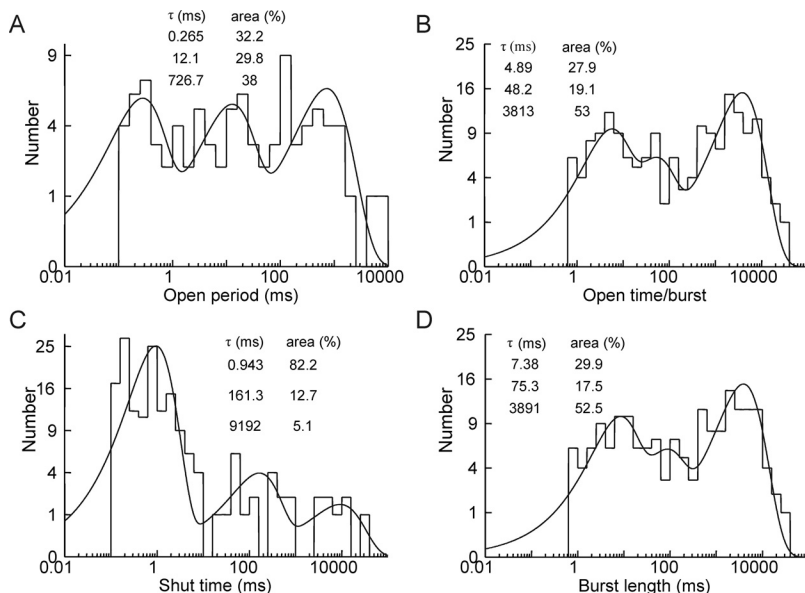 A
τ (ms) area (%)
0.265 32.2
12.1 29.8
726.7 38
Number
9
4
1
0
0.01 1 100 10000
Open period (ms)
B
τ (ms) area (%)
4.89 27.9
48.2 19.1
3813 53
Number
25
16
9
4
1
0
0.01 1 100 10000
Open time/burst
C
τ (ms) area (%)
0.943 82.2
161.3 12.7
9192 5.1
Number
25
16
9
4
1
0
0.01 1 100 10000
Shut time (ms)
D
τ (ms) area (%)
7.38 29.9
75.3 17.5
3891 52.5
Number
25
16
9
4
1
0
0.01 1 100 10000
Burst length (ms)